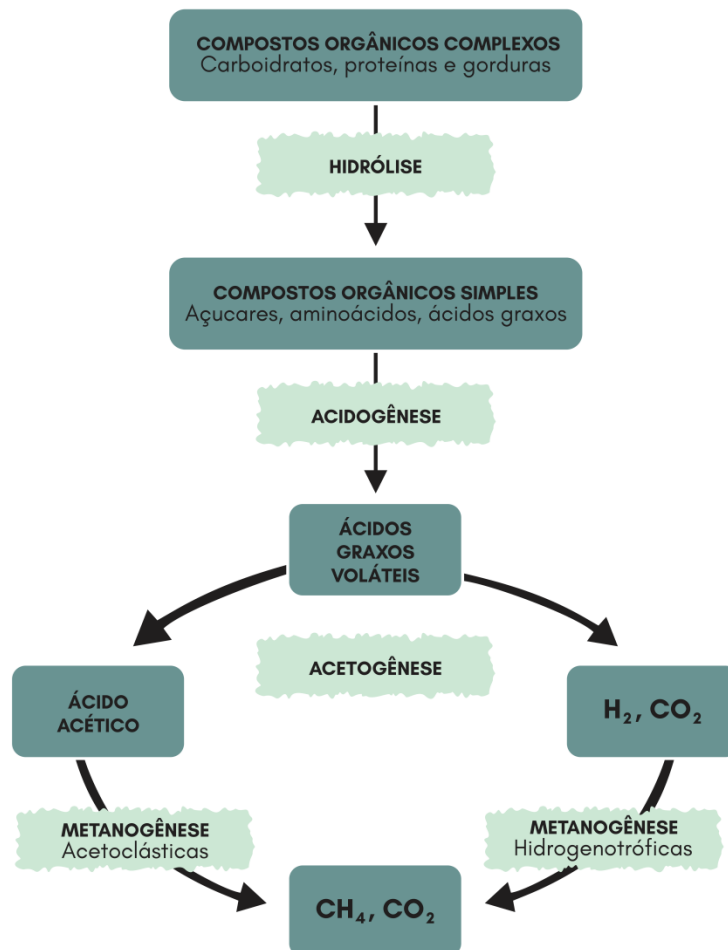 COMPOSTOS ORGÂNICOS COMPLEXOS
Carboidratos, proteínas e gorduras
HIDRÓLISE
COMPOSTOS ORGÂNICOS SIMPLES
Açucares, aminoácidos, ácidos graxos
ACIDOGÊNESE
ÁCIDOS
GRAXOS
VOLÁTEIS
ACETOGÊNESE
ÁCIDO
ACÉTICO
H₂, CO₂
METANOGÊNESE
Acetoclásticas
METANOGÊNESE
Hidrogenotróficas
CH₄, CO₂